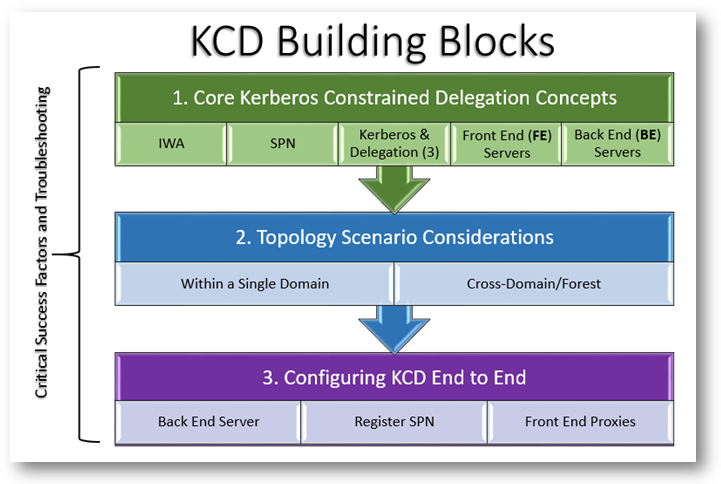 KCD Building Blocks
Critical Success Factors and Troubleshooting
1. Core Kerberos Constrained Delegation Concepts
IWA
SPN
Kerberos &
Delegation (3)
Front End (FE)
Servers
Back End (BE)
Servers
2. Topology Scenario Considerations
Within a Single Domain
Cross-Domain/Forest
3. Configuring KCD End to End
Back End Server
Register SPN
Front End Proxies